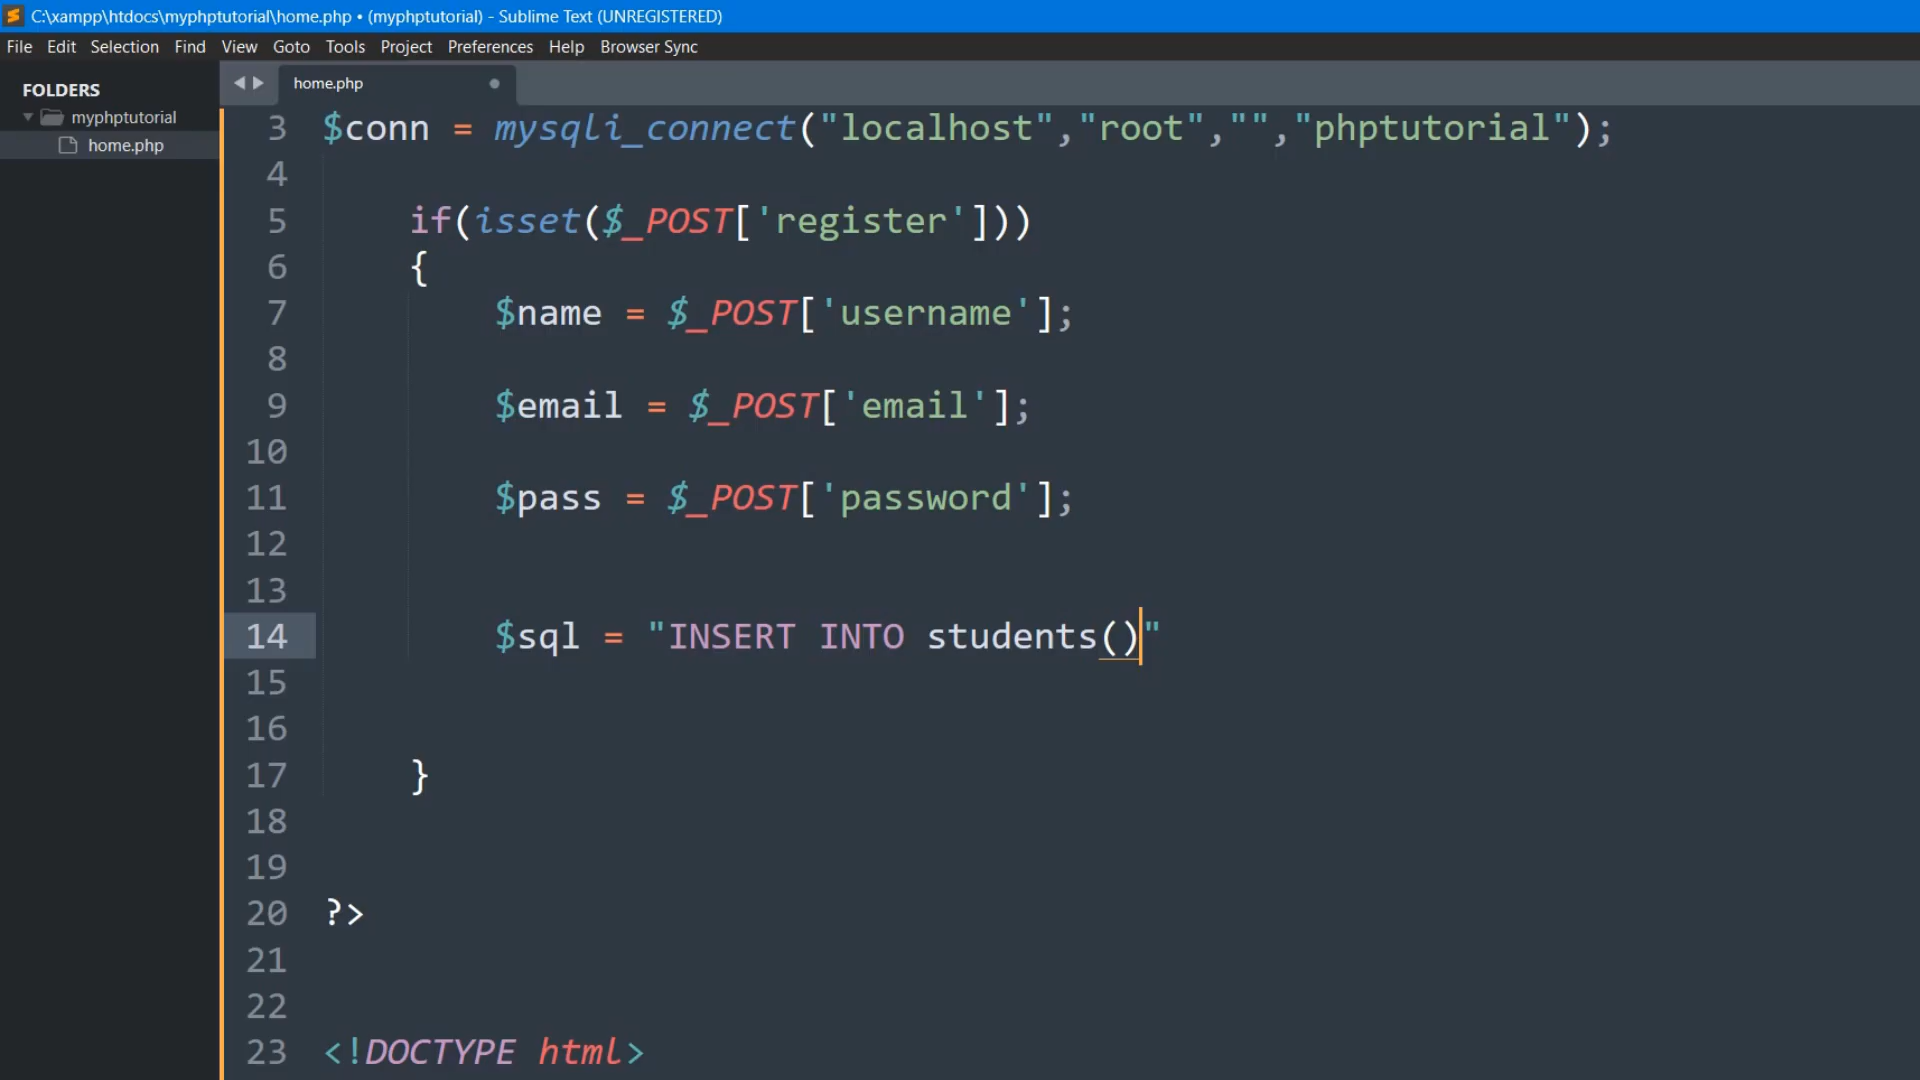 C:\xampp\htdocs\myphptutorial\home.php • (myphptutorial) - Sublime Text (UNREGISTERED)
File Edit Selection Find View Goto Tools Project Preferences Help Browser Sync
FOLDERS
myphptutorial
home.php
home.php
3 $conn = mysqli_connect("localhost","root","","phptutorial");
4
5 if(isset($_POST['register']))
6 {
7 $name = $_POST['username'];
8
9 $email = $_POST['email'];
10
11 $pass = $_POST['password'];
12
13
14 $sql = "INSERT INTO students()"
15
16
17 }
18
19
20 ?>
21
22
23 <!DOCTYPE html>